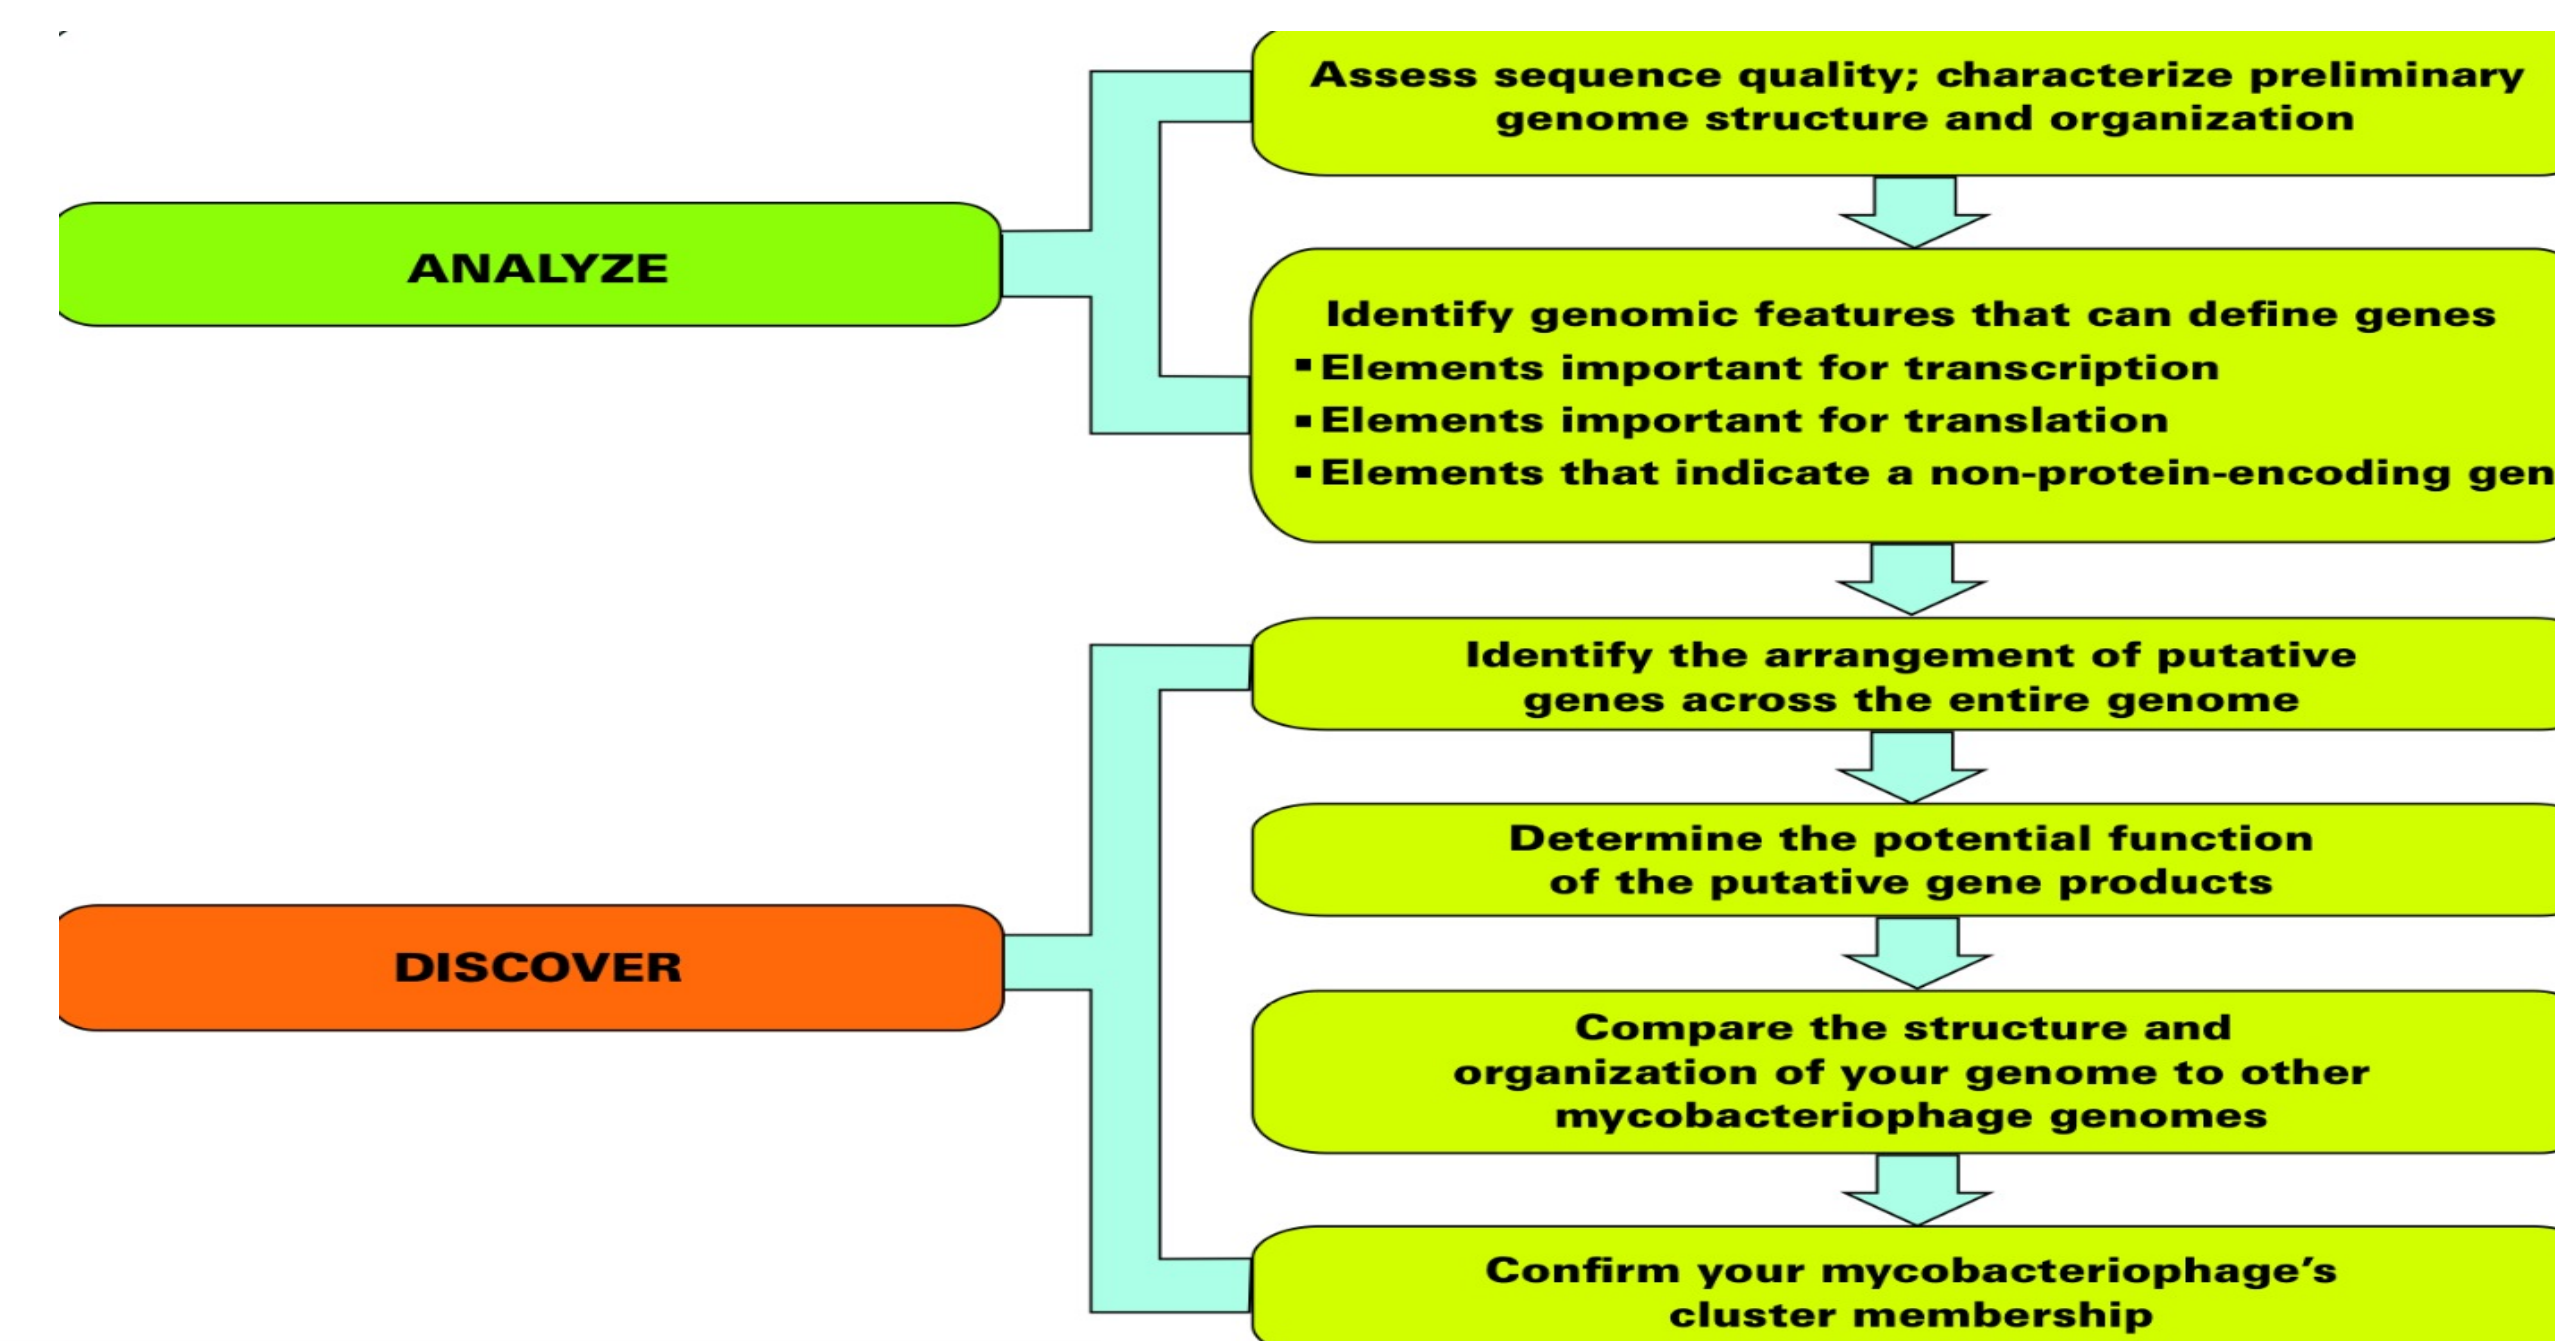 Assess sequence quality; characterize preliminary
genome structure and organization
ANALYZE
Identify genomic features that can define genes
▪Elements important for transcription
▪Elements important for translation
▪Elements that indicate a non-protein-encoding gen
Identify the arrangement of putative
genes across the entire genome
Determine the potential function
of the putative gene products
DISCOVER
Compare the structure and
organization of your genome to other
mycobacteriophage genomes
Confirm your mycobacteriophage’s
cluster membership